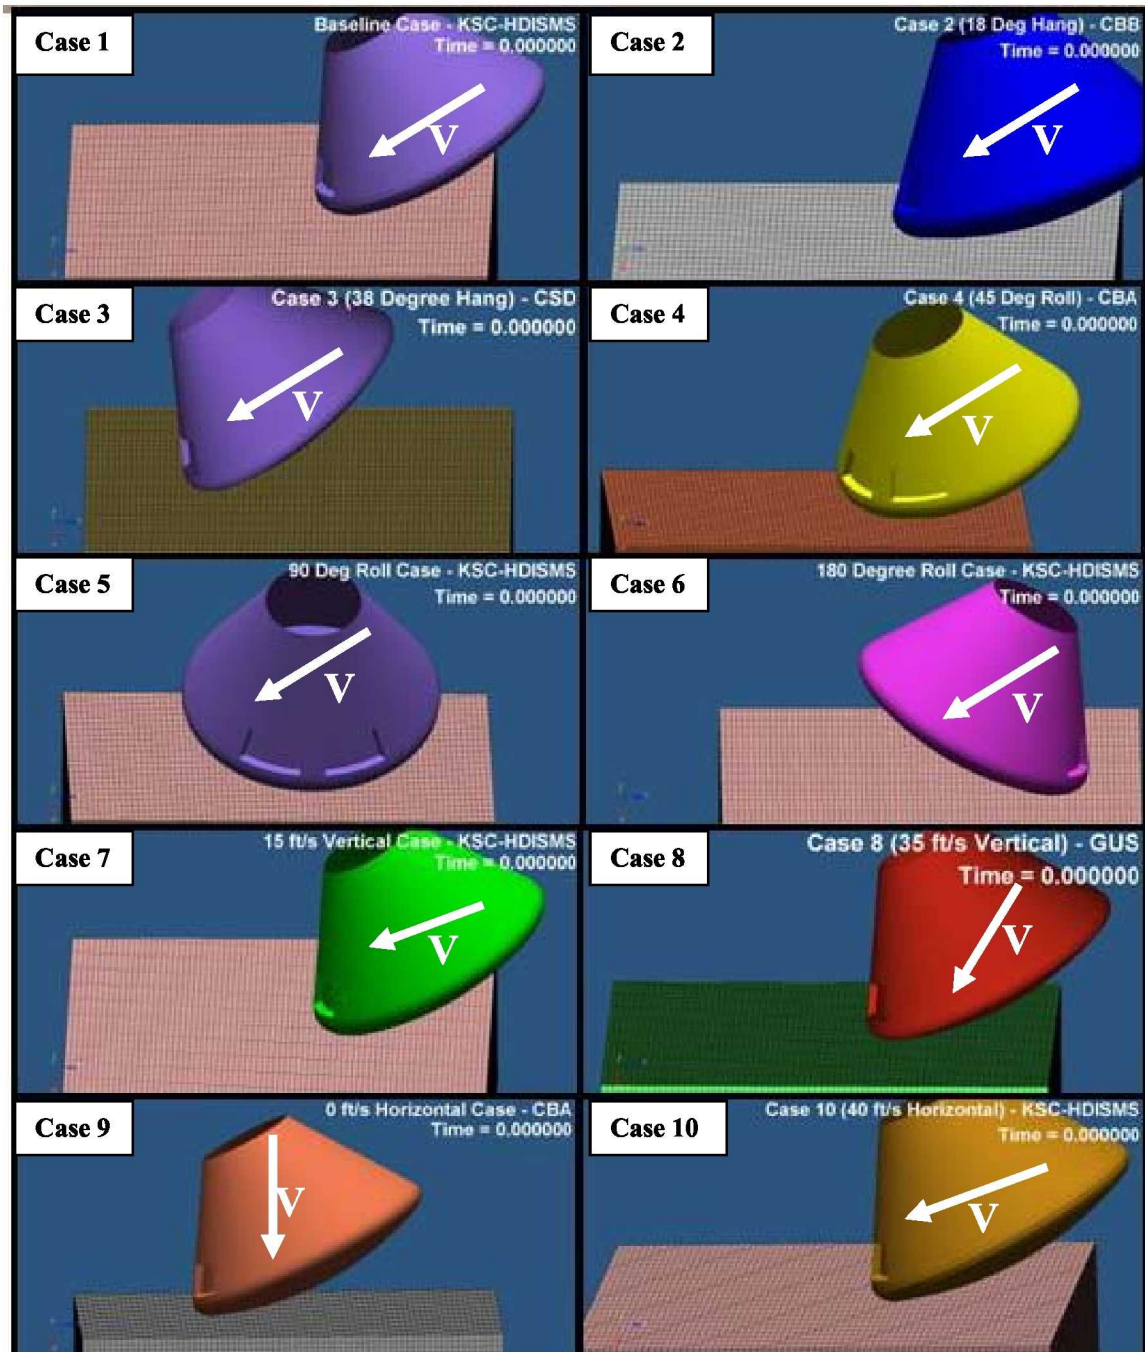 Case 1
Baseline Case - KSC-HDISMS
Time = 0.000000
V
Case 2
Case 2 (18 Deg Hang) - CBB
Time = 0.000000
V
Case 3
Case 3 (38 Degree Hang) - CSD
Time = 0.000000
V
Case 4
Case 4 (45 Deg Roll) - CBA
Time = 0.000000
V
Case 5
90 Deg Roll Case - KSC-HDISMS
Time = 0.000000
V
Case 6
180 Degree Roll Case - KSC-HDISMS
Time = 0.000000
V
Case 7
15 ft/s Vertical Case - KSC-HDISMS
Time = 0.000000
V
Case 8
Case 8 (35 ft/s Vertical) - GUS
Time = 0.000000
V
Case 9
0 ft/s Horizontal Case - CBA
Time = 0.000000
V
Case 10
Case 10 (40 ft/s Horizontal) - KSC-HDISMS
Time = 0.000000
V